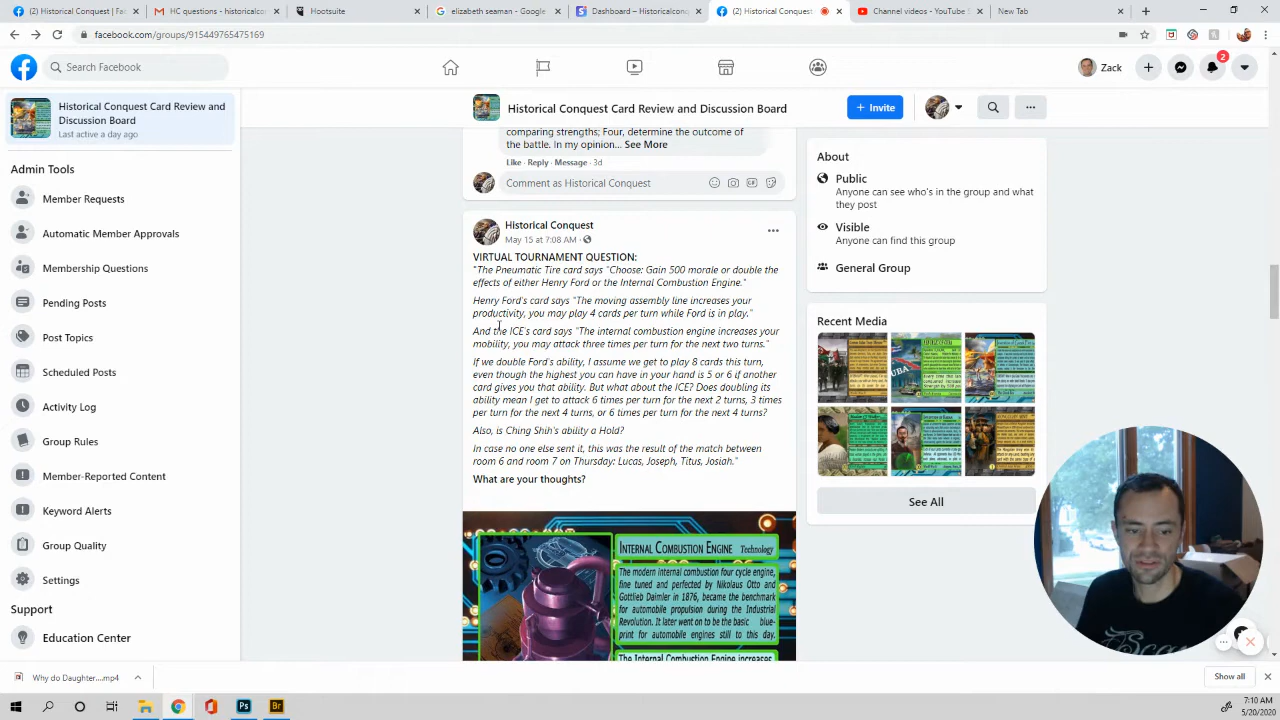 (2) Historical Conquest | Fa
HC questions - historicalco
Hootsuite
elizabeth seaman - Google
Dashboard – Historicalconq
(2) Historical Conquest
Channel videos - YouTube S
New Tab
facebook.com/groups/915449765475169
Search Facebook
Zack
2
Historical Conquest Card Review and
Discussion Board
Last active a day ago
Historical Conquest Card Review and Discussion Board
+ Invite
Admin Tools
Member Requests
Automatic Member Approvals
Membership Questions
Pending Posts
Post Topics
Scheduled Posts
Activity Log
Group Rules
Member-Reported Content
Keyword Alerts
Group Quality
Settings
Support
Education Center
comparing strengths; Four, determine the outcome of
the battle. In my opinion... See More
Like · Reply · Message · 3d
Comment as Historical Conquest
Historical Conquest
May 15 at 7:08 AM ·
VIRTUAL TOURNAMENT QUESTION:
"The Pneumatic Tire card says "Choose: Gain 500 morale or double the
effects of either Henry Ford or the Internal Combustion Engine."
Henry Ford's card says "The moving assembly line increases your
productivity, you may play 4 cards per turn while Ford is in play."
And the ICE's card says "The internal combustion engine increases your
mobility, you may attack three times per turn for the next two turns."
If we double Ford's ability, I assume we get to play 8 cards that turn,
even though the highest you can have in your hand is 5 or 6 if another
card gives you that ability. But what about the ICE? Does doubling its
ability mean I get to attack 6 times per turn for the next 2 turns, 3 times
per turn for the next 4 turns, or 6 times per turn for the next 4 turns?
Also, is Ching Shih's ability a Hold?
In case no one else sent it, this was the result of the match between
room 6 and room 7 on Thursday: Lucas, Joseph, Titus, Josiah."
What are your thoughts?
Internal Combustion Engine Technology
The modern internal combustion four cycle engine,
fine tuned and perfected by Nikolaus Otto and
Gottlieb Daimler in 1876, became the benchmark
for automobile propulsion during the Industrial
Revolution. It later went on to be the basic blue-
print for automobile engines still to this day.
The Internal Combustion Engine increases
About
Public
Anyone can see who's in the group and what
they post
Visible
Anyone can find this group
General Group
Recent Media
See All
Why do Daughter....mp4
Show all
7:10 AM
5/20/2020